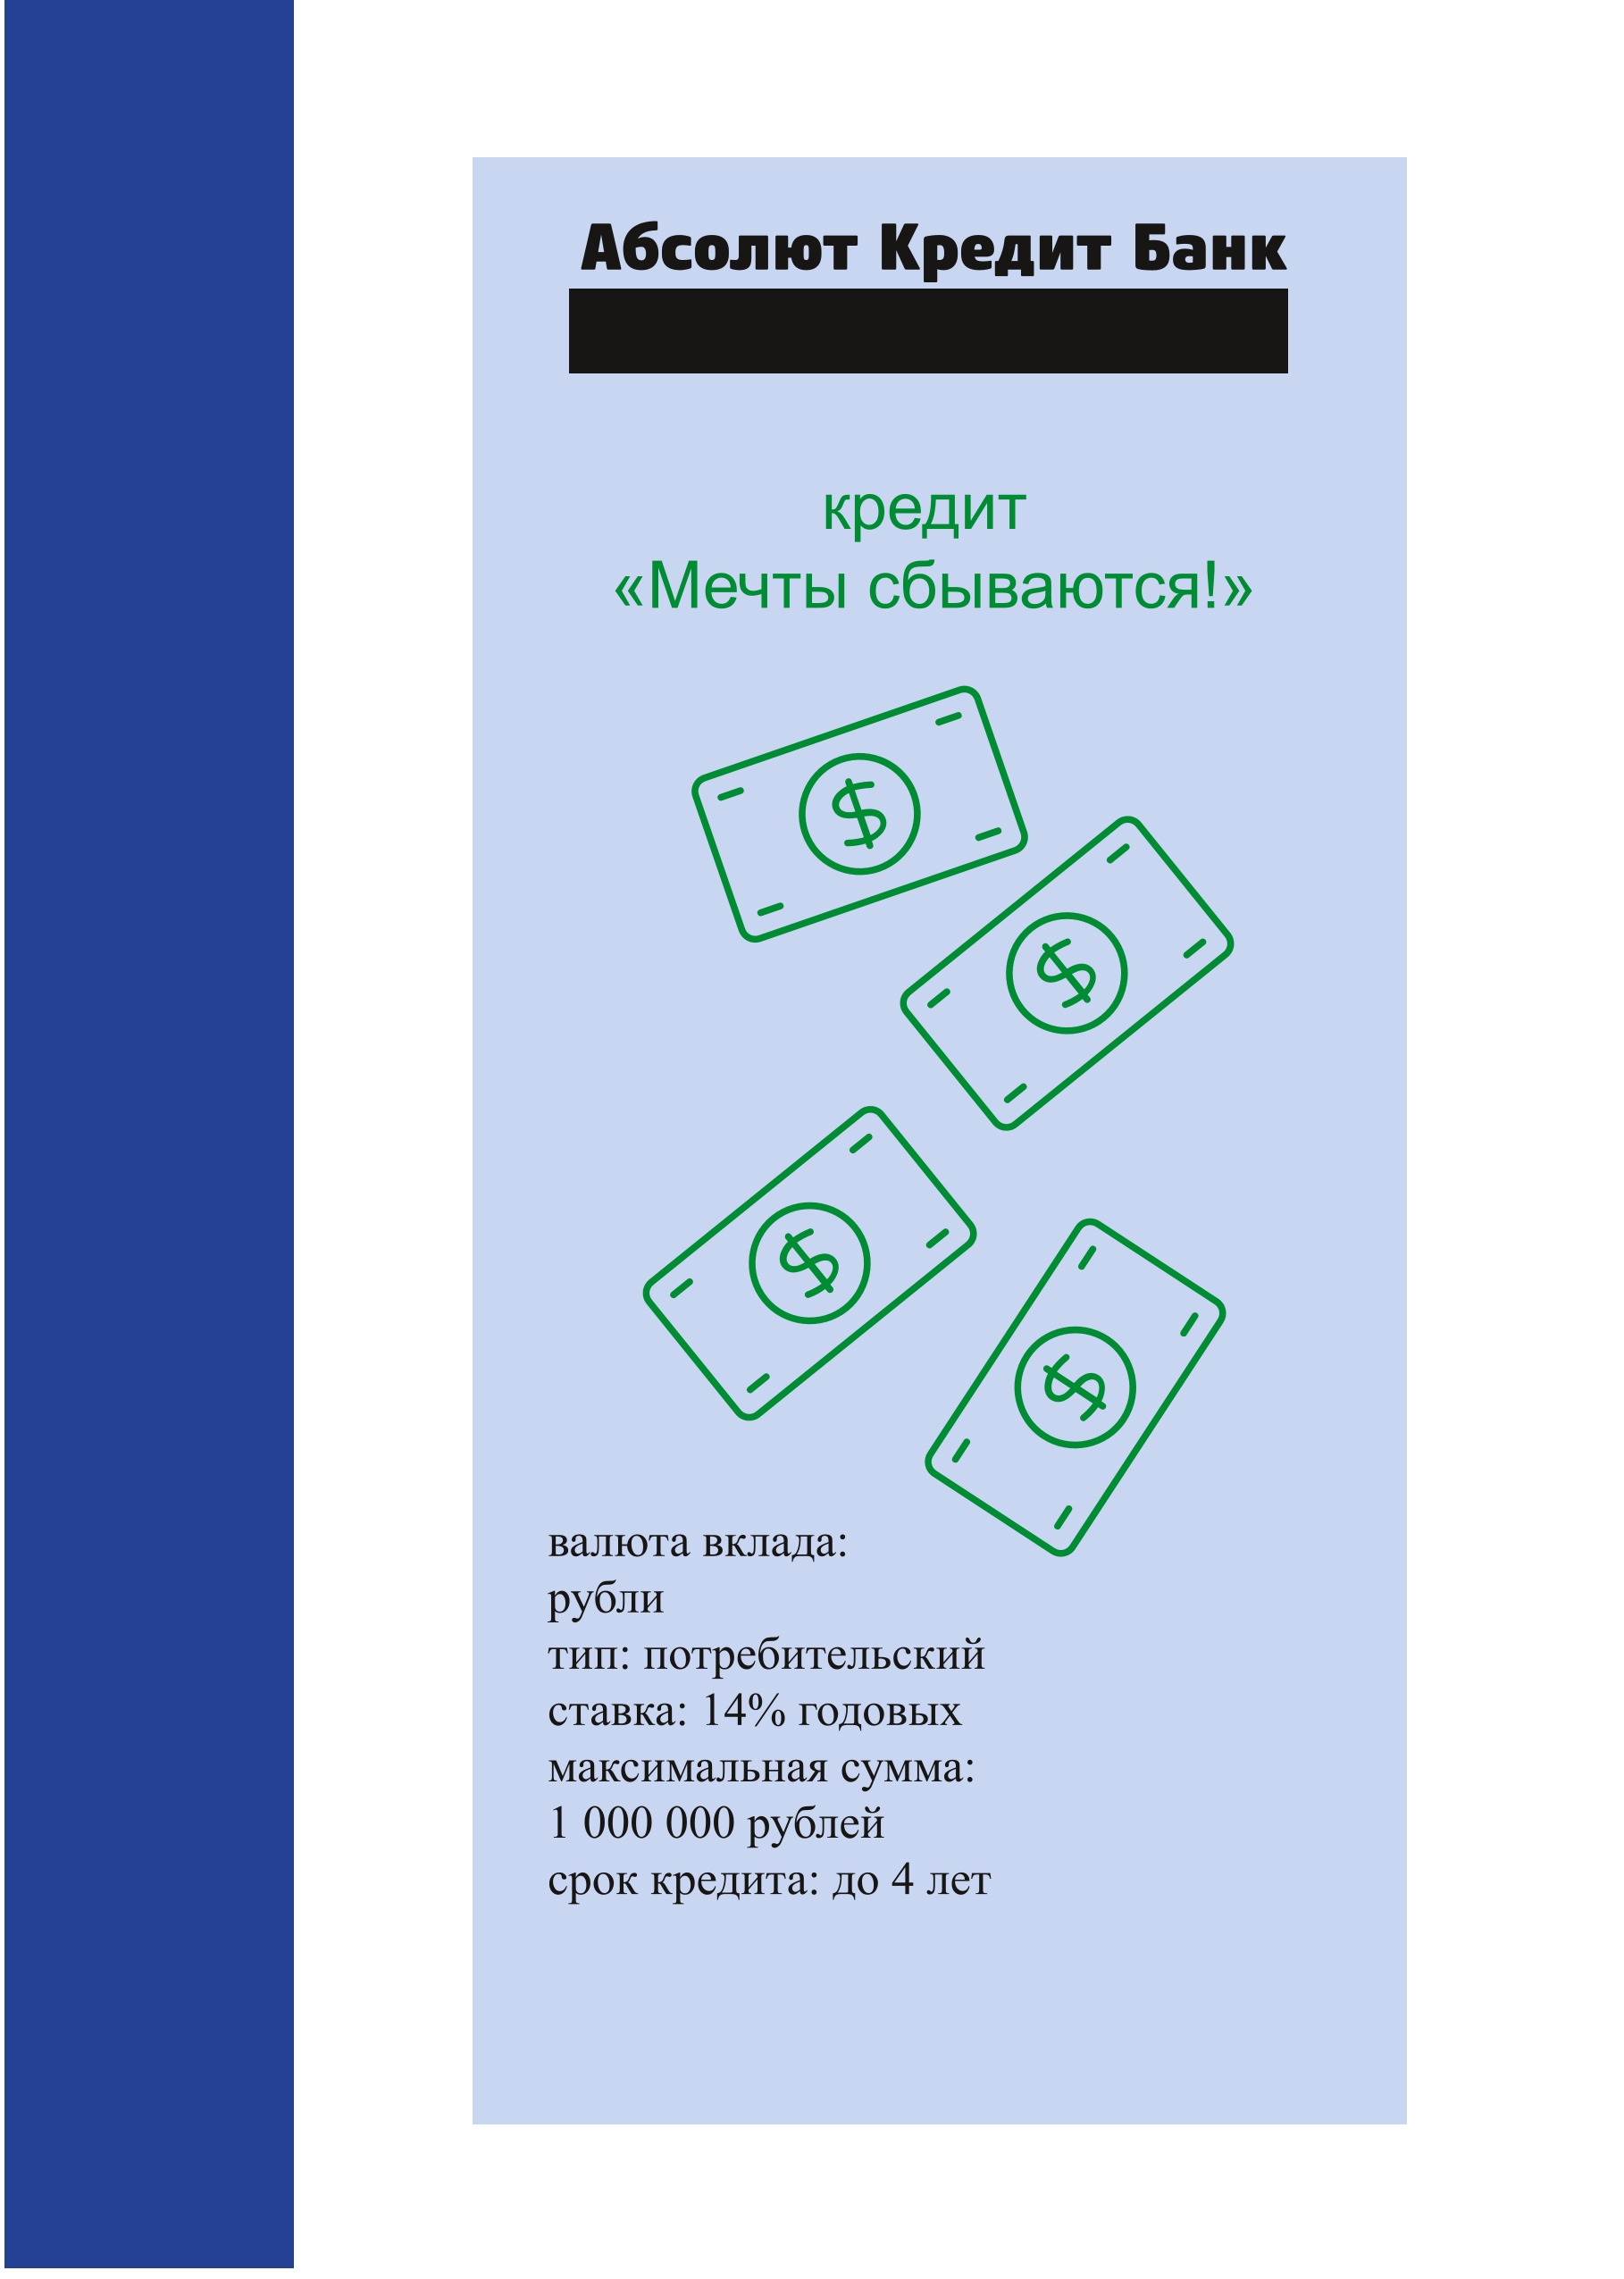 Абсолют Кредит Банк
кредит
«Мечты сбываются!»
$
$
$
$
валюта вклада:
рубли
тип: потребительский
ставка: 14% годовых
максимальная сумма:
1 000 000 рублей
срок кредита: до 4 лет